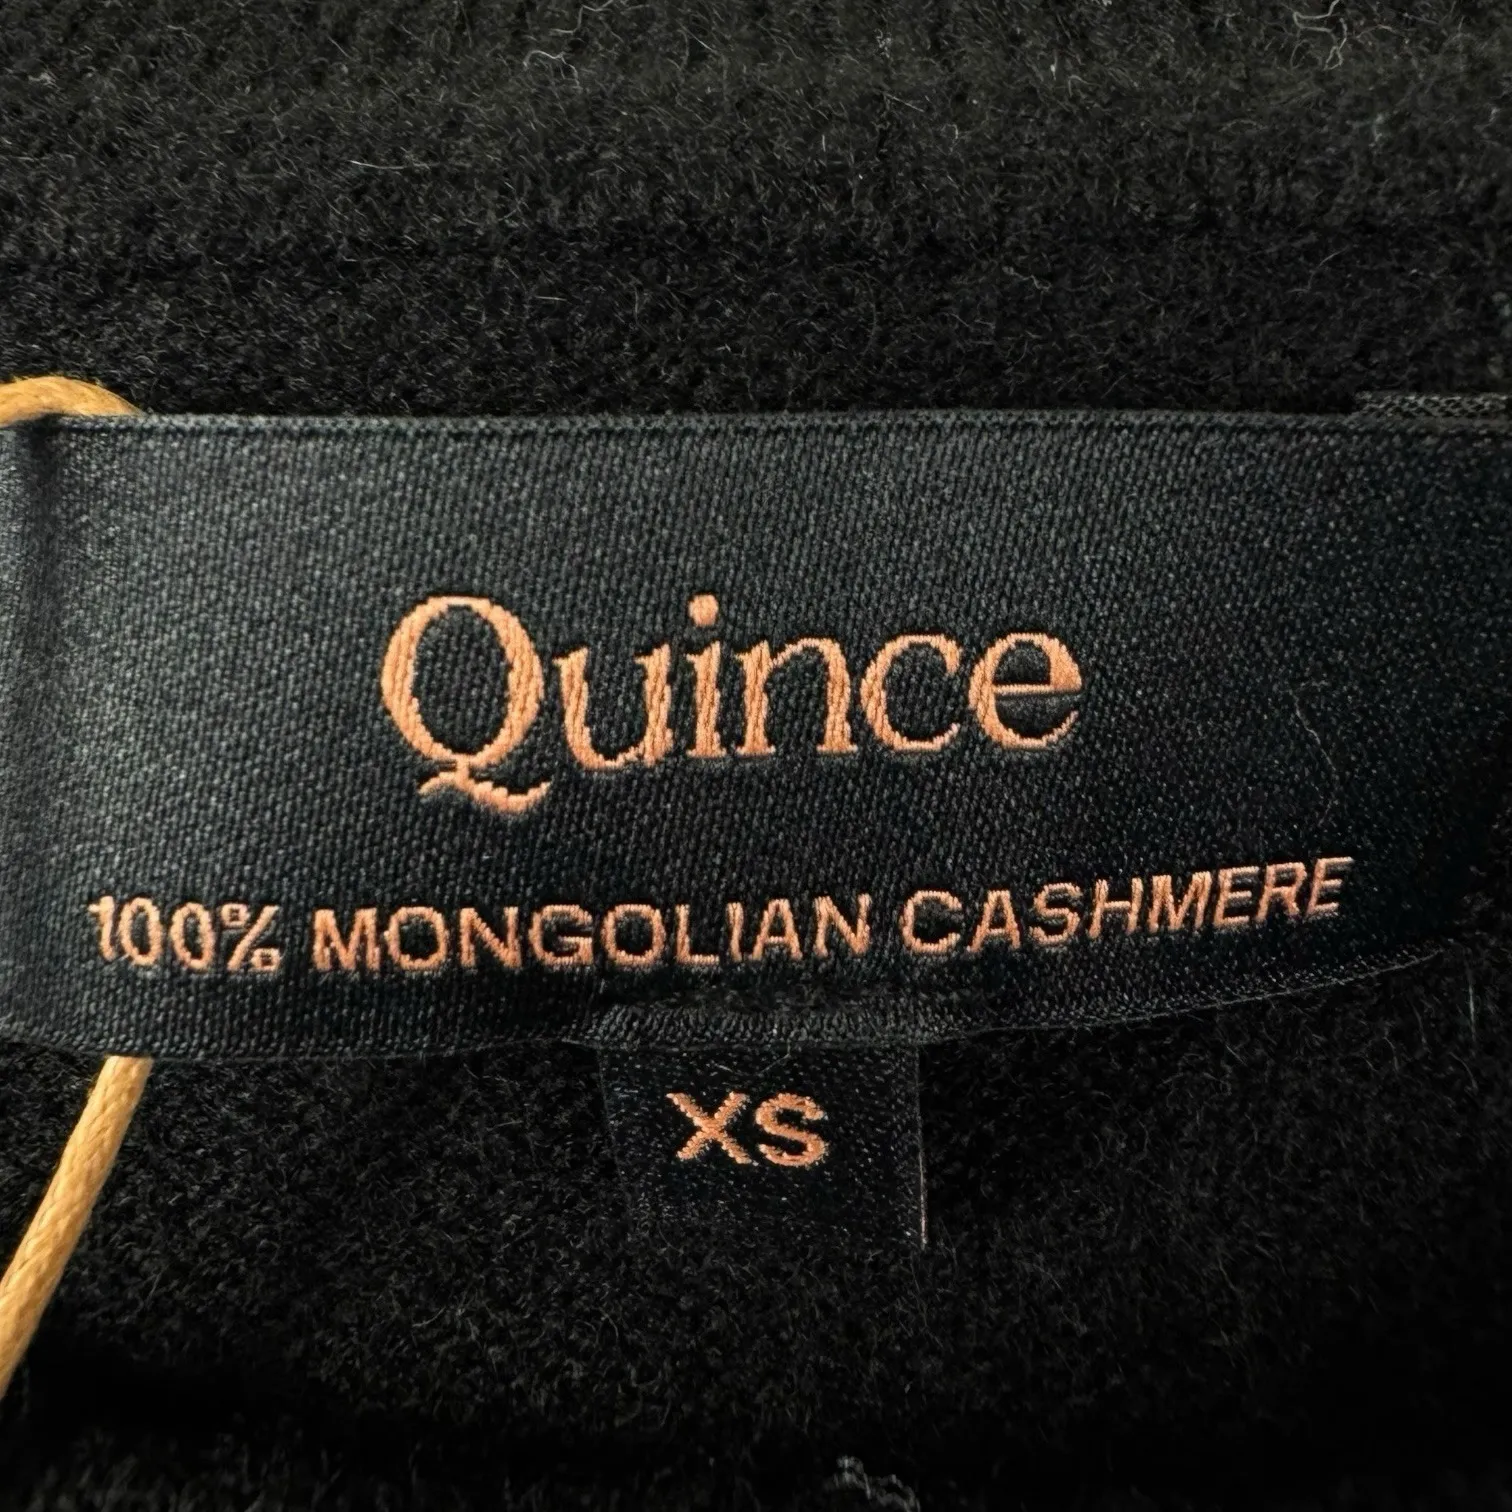 Quince
100% MONGOLIAN CASHMERE
XS